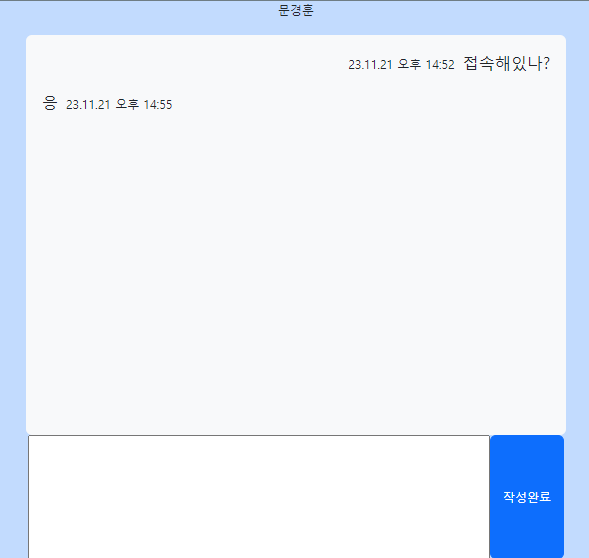 문경훈
23.11.21 오후 14:52 접속해있나?
응 23.11.21 오후 14:55
작성완료